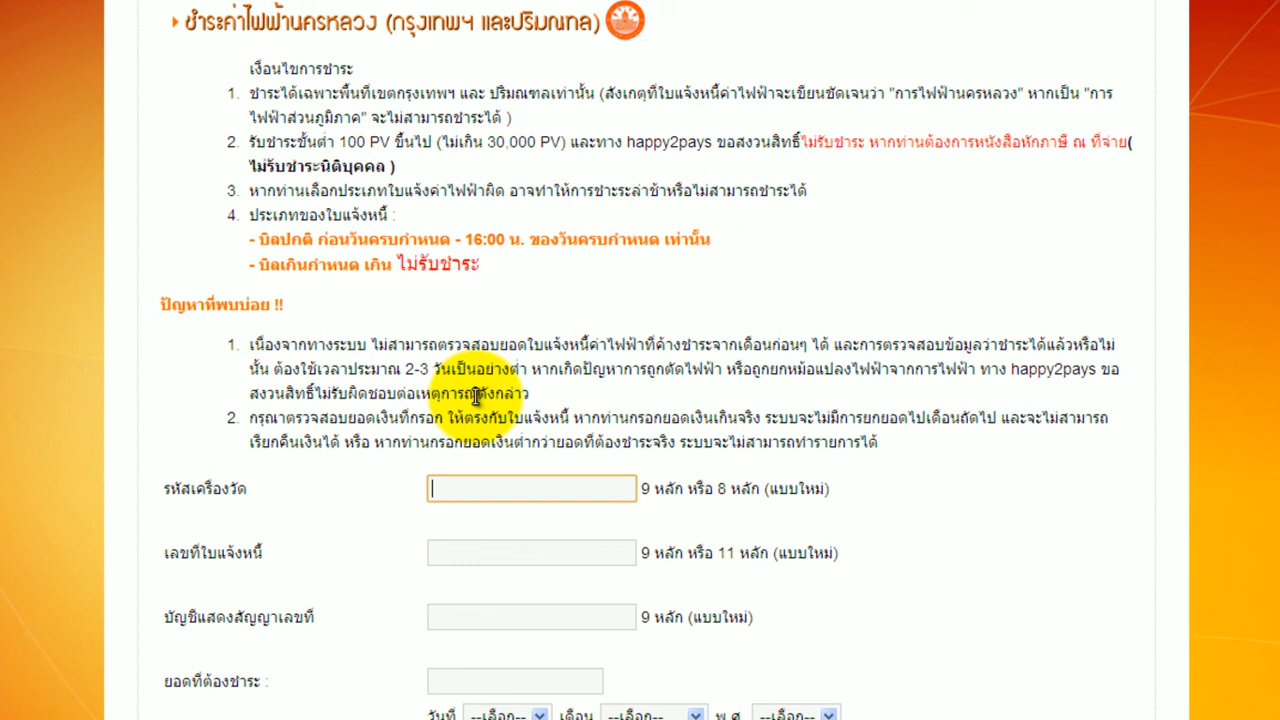 ชำระค่าไฟฟ้านครหลวง (กรุงเทพฯ และปริมณฑล)
เงื่อนไขการชำระ
1. ชำระได้เฉพาะพื้นที่เขตกรุงเทพฯ และ ปริมณฑลเท่านั้น (สังเกตุที่ใบแจ้งหนี้ค่าไฟฟ้าจะเขียนชัดเจนว่า "การไฟฟ้านครหลวง" หากเป็น "การ
ไฟฟ้าส่วนภูมิภาค" จะไม่สามารถชำระได้ )
2. รับชำระขั้นต่ำ 100 PV ขึ้นไป (ไม่เกิน 30,000 PV) และทาง happy2pays ขอสงวนสิทธิ์ไม่รับชำระ หากท่านต้องการหนังสือหักภาษี ณ ที่จ่าย(
ไม่รับชำระนิติบุคคล )
3. หากท่านเลือกประเภทใบแจ้งค่าไฟฟ้าผิด อาจทำให้การชำะระล่าช้าหรือไม่สามารถชำระได้
4. ประเภทของใบแจ้งหนี้ :
- บิลปกติ ก่อนวันครบกำหนด - 16:00 น. ของวันครบกำหนด เท่านั้น
- บิลเกินกำหนด เกิน ไม่รับชำระ
ปัญหาที่พบบ่อย !!
1. เนื่องจากทางระบบ ไม่สามารถตรวจสอบยอดใบแจ้งหนี้ค่าไฟฟ้าที่ค้างชำระจากเดือนก่อนๆ ได้ และการตรวจสอบข้อมูลว่าชำระได้แล้วหรือไม่
นั้น ต้องใช้เวลาประมาณ 2-3 วันเป็นอย่างต่ำ หากเกิดปัญหาการถูกตัดไฟฟ้า หรือถูกยกหม้อแปลงไฟฟ้าจากการไฟฟ้า ทาง happy2pays ขอ
สงวนสิทธิ์ไม่รับผิดชอบต่อเหตุการณ์ดังกล่าว
2. กรุณาตรวจสอบยอดเงินที่กรอก ให้ตรงกับใบแจ้งหนี้ หากท่านกรอกยอดเงินเกินจริง ระบบจะไม่มีการยกยอดไปเดือนถัดไป และจะไม่สามารถ
เรียกคืนเงินได้ หรือ หากท่านกรอกยอดเงินต่ำกว่ายอดที่ต้องชำระจริง ระบบจะไม่สามารถทำรายการได้
รหัสเครื่องวัด 9 หลัก หรือ 8 หลัก (แบบใหม่)
เลขที่ใบแจ้งหนี้ 9 หลัก หรือ 11 หลัก (แบบใหม่)
บัญชีแสดงสัญญาเลขที่ 9 หลัก (แบบใหม่)
ยอดที่ต้องชำระ :
วันที่ --เลือก-- เดือน --เลือก-- พ.ศ. --เลือก--